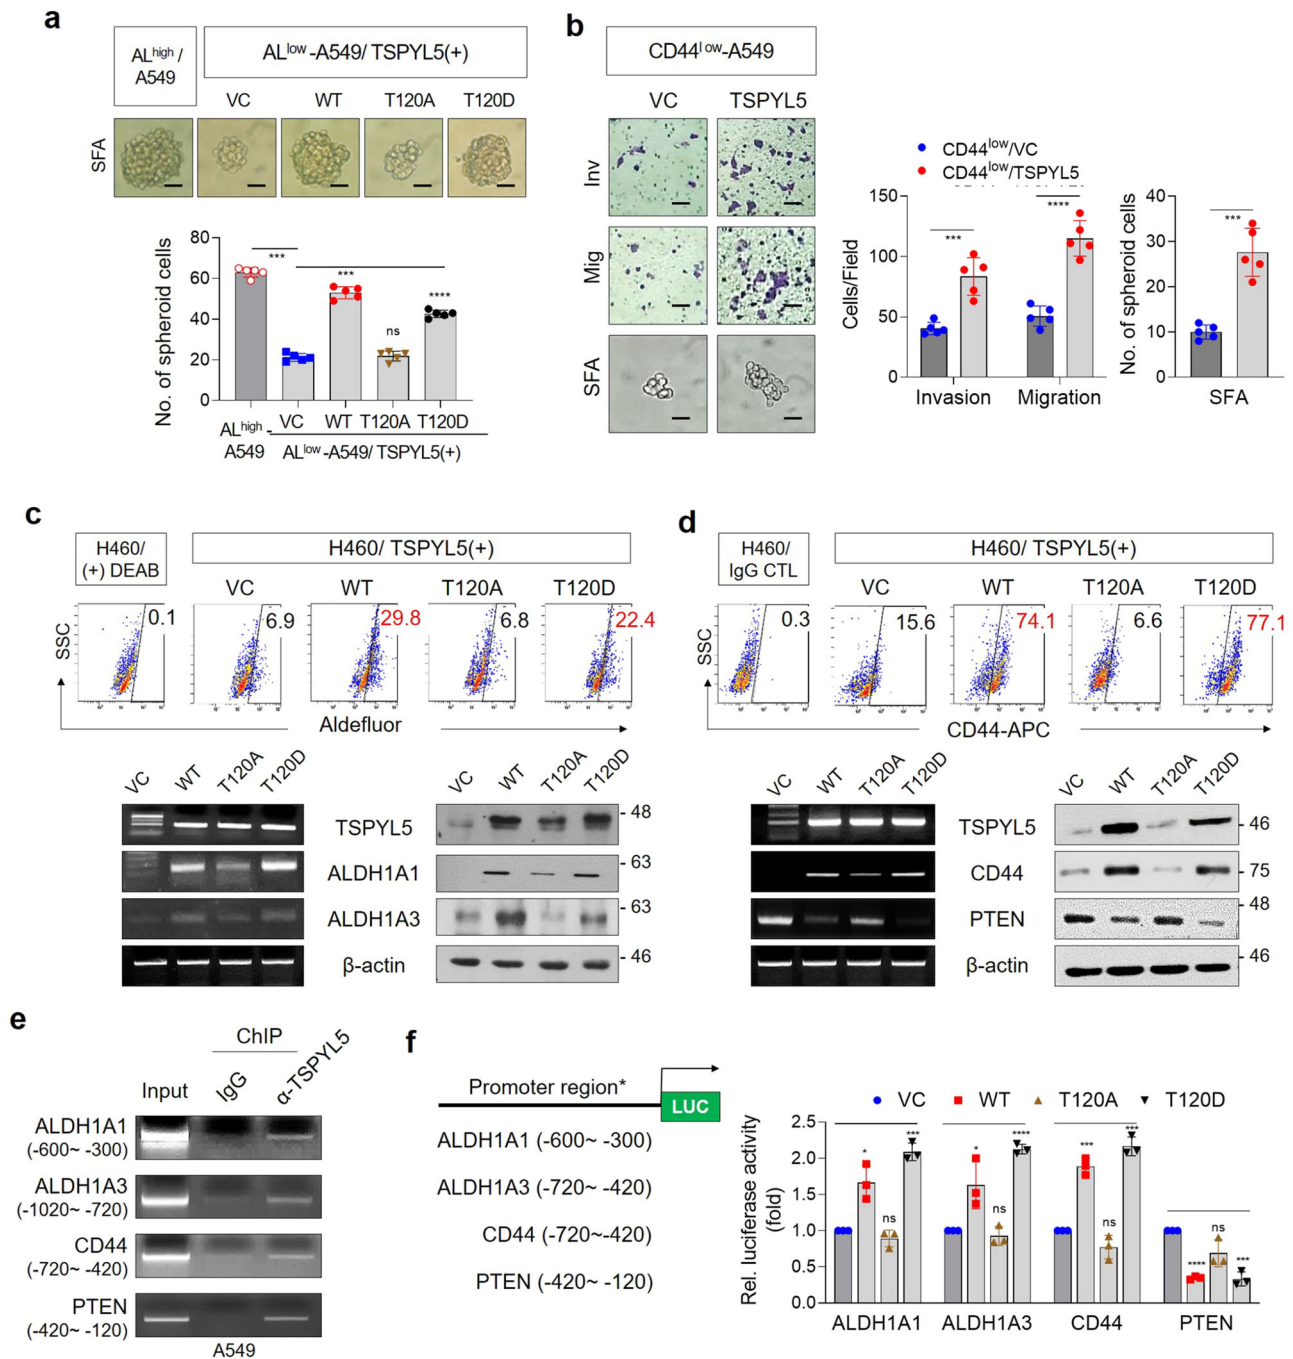 a
AL^high/
A549
AL^low-A549/ TSPYL5(+)
VC WT T120A T120D
SFA
No. of spheroid cells
80
60
40
20
0
***
***
ns
****
AL^high-
A549
VC WT T120A T120D
AL^low-A549/ TSPYL5(+)
b
CD44^low-A549
VC TSPYL5
Inv
Mig
SFA
CD44^low/VC
CD44^low/TSPYL5
Cells/Field
150
100
50
0
***
****
Invasion Migration
No. of spheroid cells
40
30
20
10
0
***
SFA
c
H460/
(+) DEAB
H460/ TSPYL5(+)
VC WT T120A T120D
0.1 6.9 29.8 6.8 22.4
SSC
Aldefluor
VC WT T120A T120D
VC WT T120A T120D
TSPYL5 - 48
ALDH1A1 - 63
ALDH1A3 - 63
β-actin - 46
d
H460/
IgG CTL
H460/ TSPYL5(+)
VC WT T120A T120D
0.3 15.6 74.1 6.6 77.1
SSC
CD44-APC
VC WT T120A T120D
VC WT T120A T120D
TSPYL5 - 46
CD44 - 75
PTEN - 48
β-actin - 46
e
ChIP
Input IgG α-TSPYL5
ALDH1A1
(-600~ -300)
ALDH1A3
(-1020~ -720)
CD44
(-720~ -420)
PTEN
(-420~ -120)
A549
f
Promoter region*
LUC
ALDH1A1 (-600~ -300)
ALDH1A3 (-720~ -420)
CD44 (-720~-420)
PTEN (-420~ -120)
VC WT T120A T120D
Rel. luciferase activity
(fold)
2.5
2.0
1.5
1.0
0.5
0.0
* ns ***
* ns ****
*** ns ***
**** ns ***
ALDH1A1 ALDH1A3 CD44 PTEN